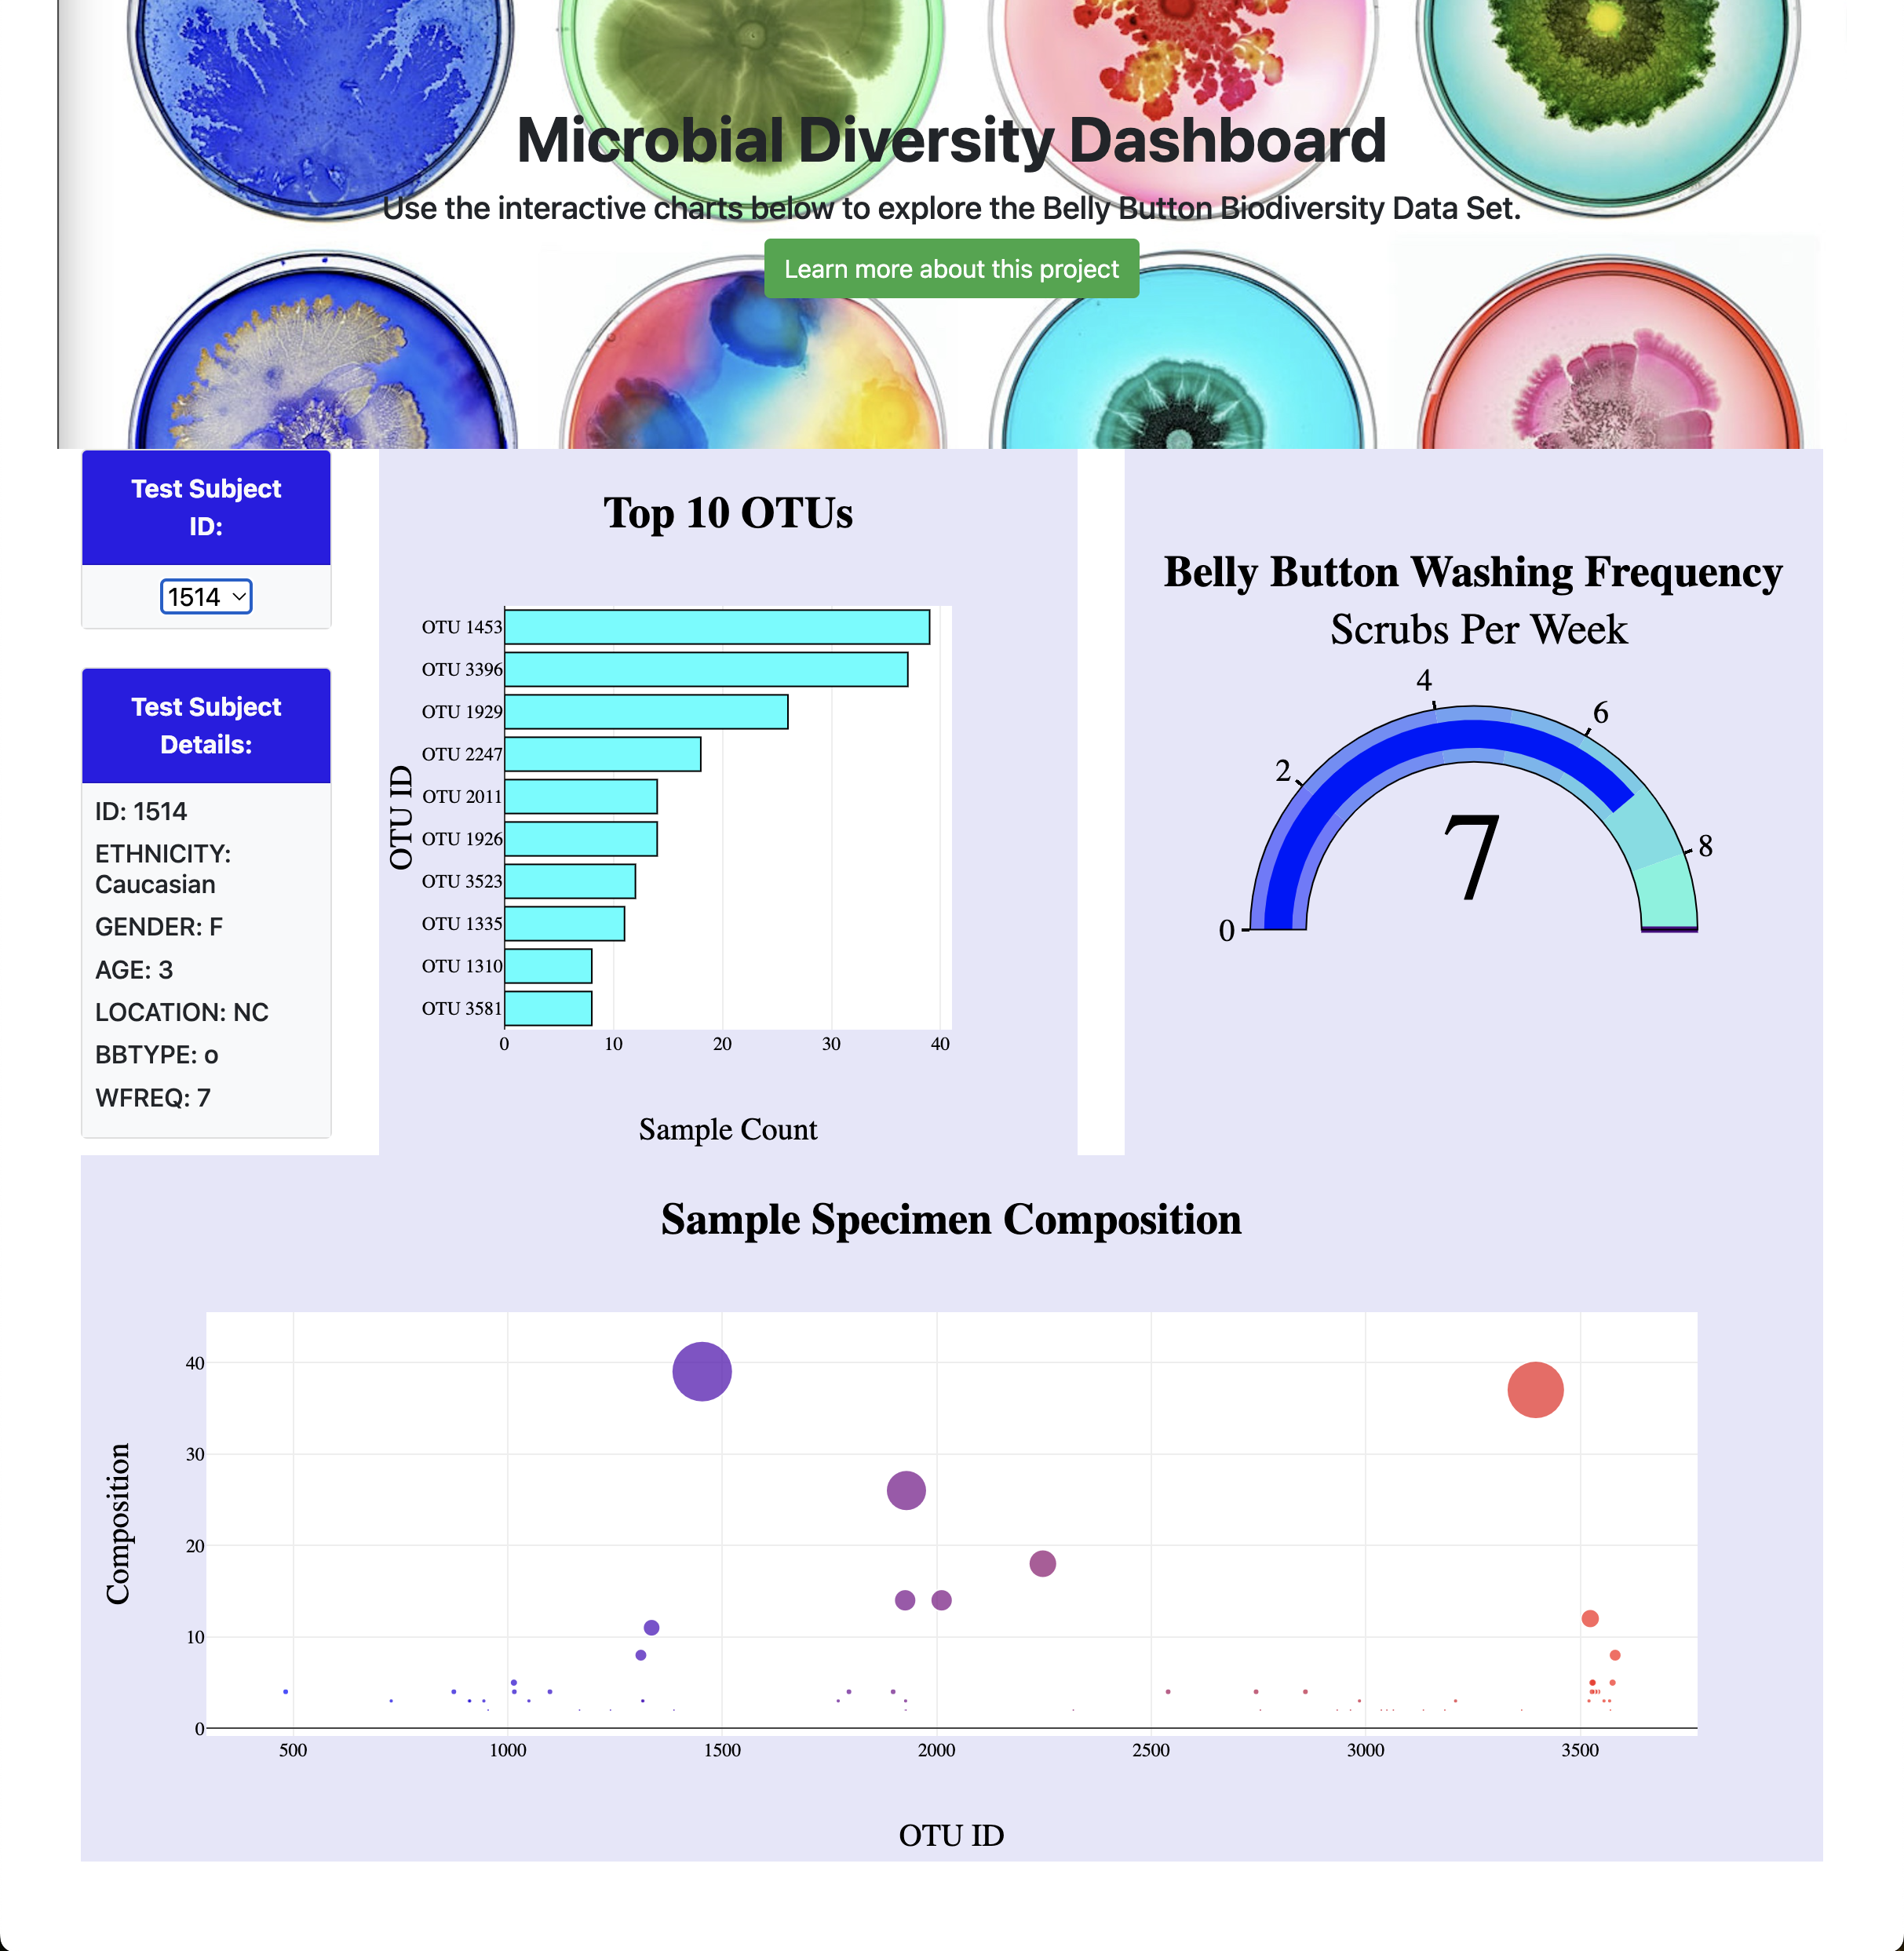 Microbial Diversity Dashboard
Use the interactive charts below to explore the Belly Button Biodiversity Data Set.
Learn more about this project
Test Subject
ID:
1514
Test Subject
Details:
ID: 1514
ETHNICITY:
Caucasian
GENDER: F
AGE: 3
LOCATION: NC
BBTYPE: o
WFREQ: 7
Top 10 OTUs
OTU ID
OTU 1453
OTU 3396
OTU 1929
OTU 2247
OTU 2011
OTU 1926
OTU 3523
OTU 1335
OTU 1310
OTU 3581
0 10 20 30 40
Sample Count
Belly Button Washing Frequency
Scrubs Per Week
0 2 4 6 8
7
Sample Specimen Composition
Composition
40
30
20
10
0
500 1000 1500 2000 2500 3000 3500
OTU ID